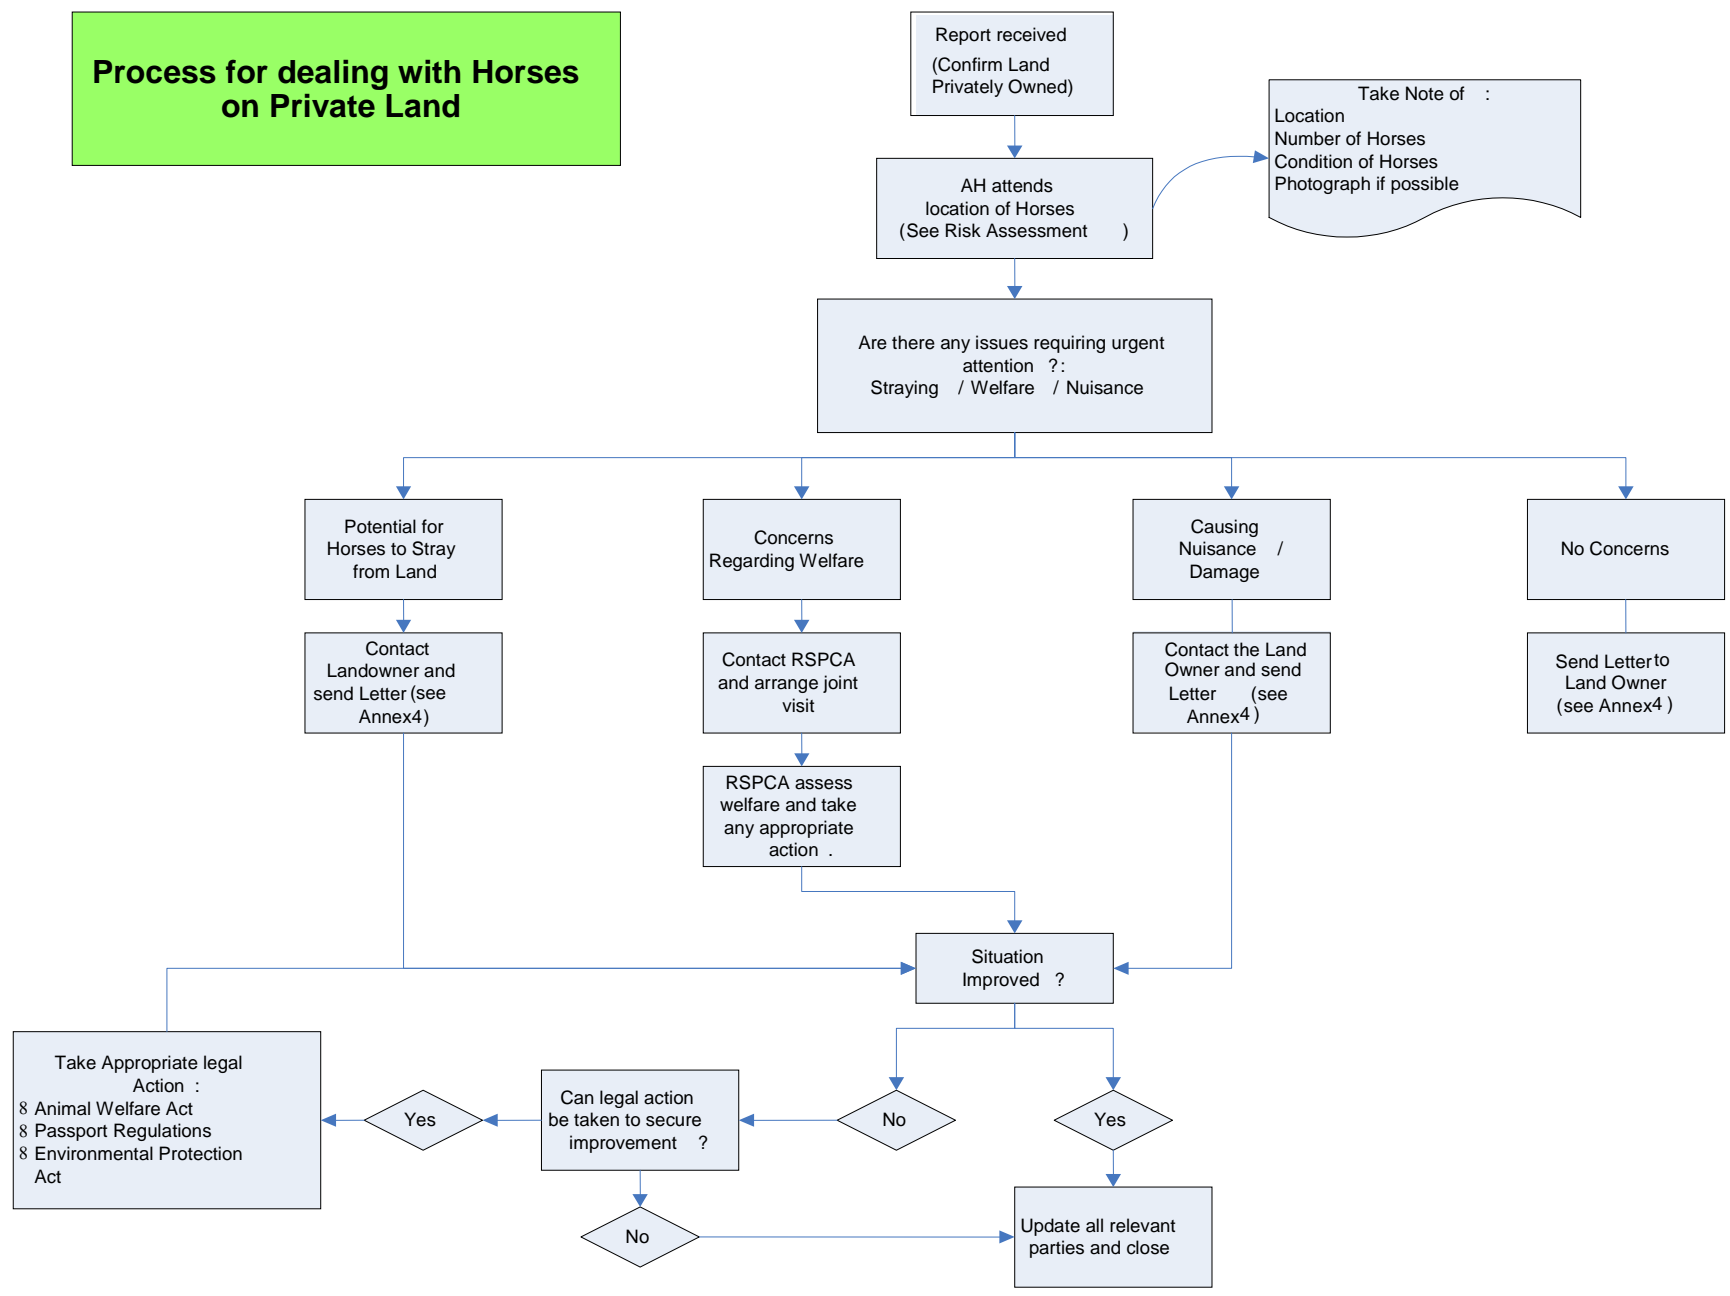 Process for dealing with Horses
on Private Land
Report received
(Confirm Land
Privately Owned)
Take Note of :
Location
Number of Horses
Condition of Horses
Photograph if possible
AH attends
location of Horses
(See Risk Assessment )
Are there any issues requiring urgent
attention ?:
Straying / Welfare / Nuisance
Potential for
Horses to Stray
from Land
Concerns
Regarding Welfare
Causing
Nuisance /
Damage
No Concerns
Contact
Landowner and
send Letter (see
Annex4)
Contact RSPCA
and arrange joint
visit
Contact the Land
Owner and send
Letter (see
Annex4 )
Send Letter to
Land Owner
(see Annex4 )
RSPCA assess
welfare and take
any appropriate
action .
Situation
Improved ?
Take Appropriate legal
Action :
8 Animal Welfare Act
8 Passport Regulations
8 Environmental Protection
Act
Yes
Can legal action
be taken to secure
improvement ?
No
Yes
No
Update all relevant
parties and close